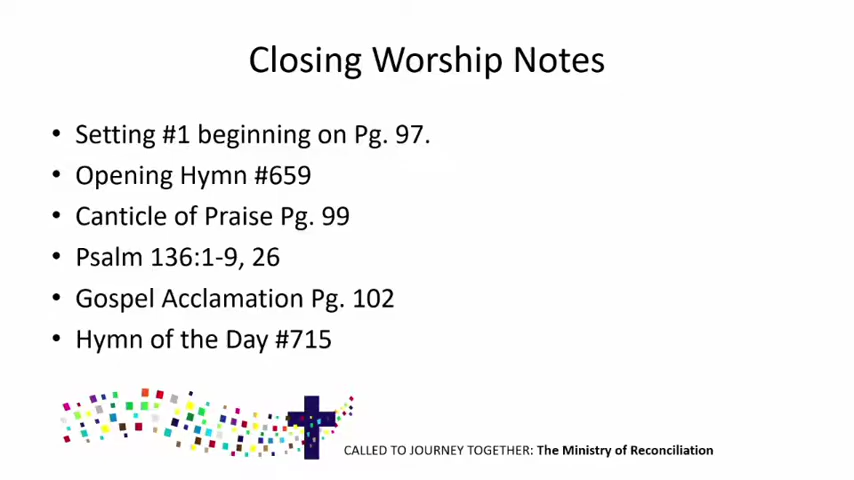 Closing Worship Notes
• Setting #1 beginning on Pg. 97.
• Opening Hymn #659
• Canticle of Praise Pg. 99
• Psalm 136:1-9, 26
• Gospel Acclamation Pg. 102
• Hymn of the Day #715
CALLED TO JOURNEY TOGETHER: The Ministry of Reconciliation